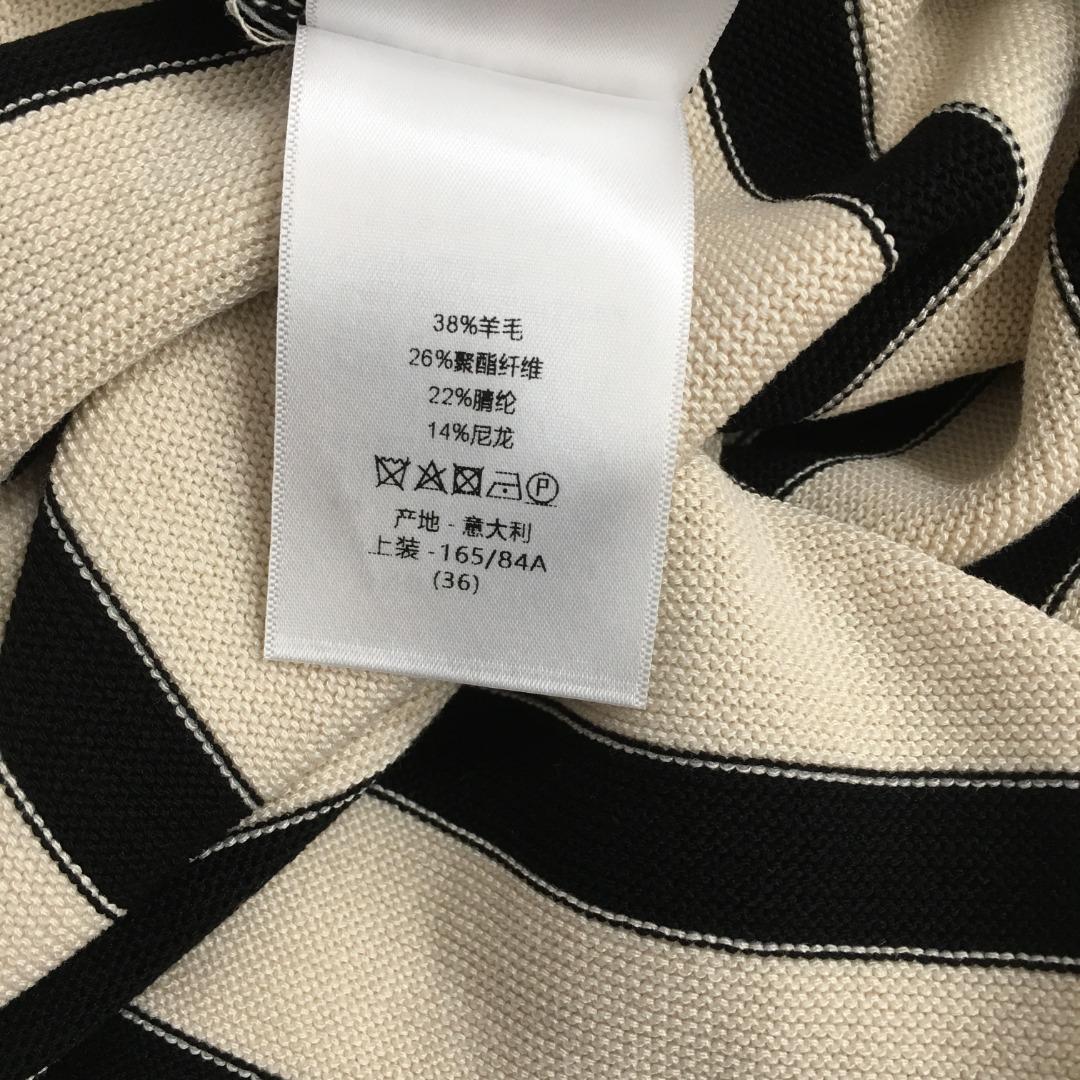 38%羊毛
26%聚酯纤维
22%腈纶
14%尼龙
P
产地 - 意大利
上装 -165/84A
(36)